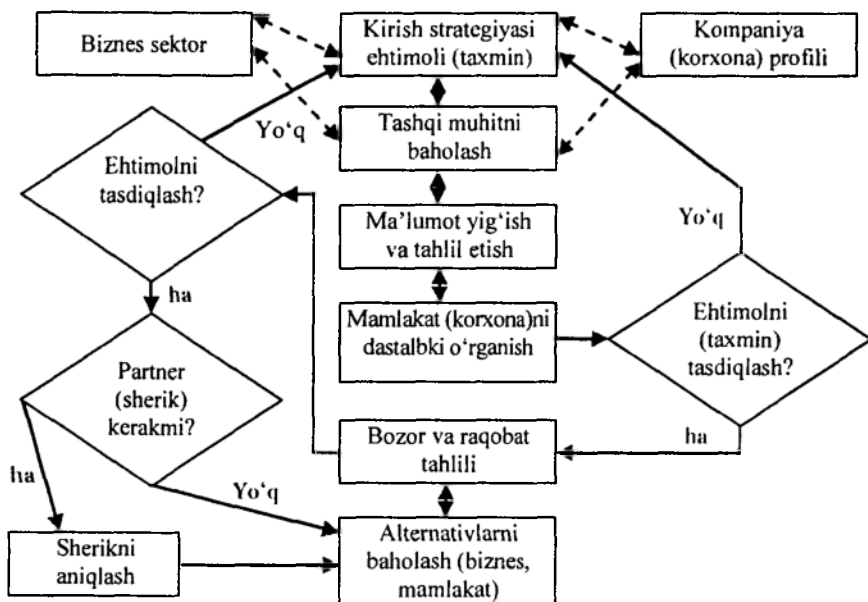 Biznes sektor
Kirish strategiyasi
ehtimoli (taxmin)
Kompaniya
(korxona) profili
Yo‘q
Tashqi muhitni
baholash
Ehtimolni
tasdiqlash?
Ma’lumot yig‘ish
va tahlil etish
Yo‘q
ha
Mamlakat (korxona)ni
dastalbki o‘rganish
Ehtimolni
(taxmin)
tasdiqlash?
Partner
(sherik)
kerakmi?
Bozor va raqobat
tahlili
ha
ha
Yo‘q
Sherikni
aniqlash
Alternativlarni
baholash (biznes,
mamlakat)